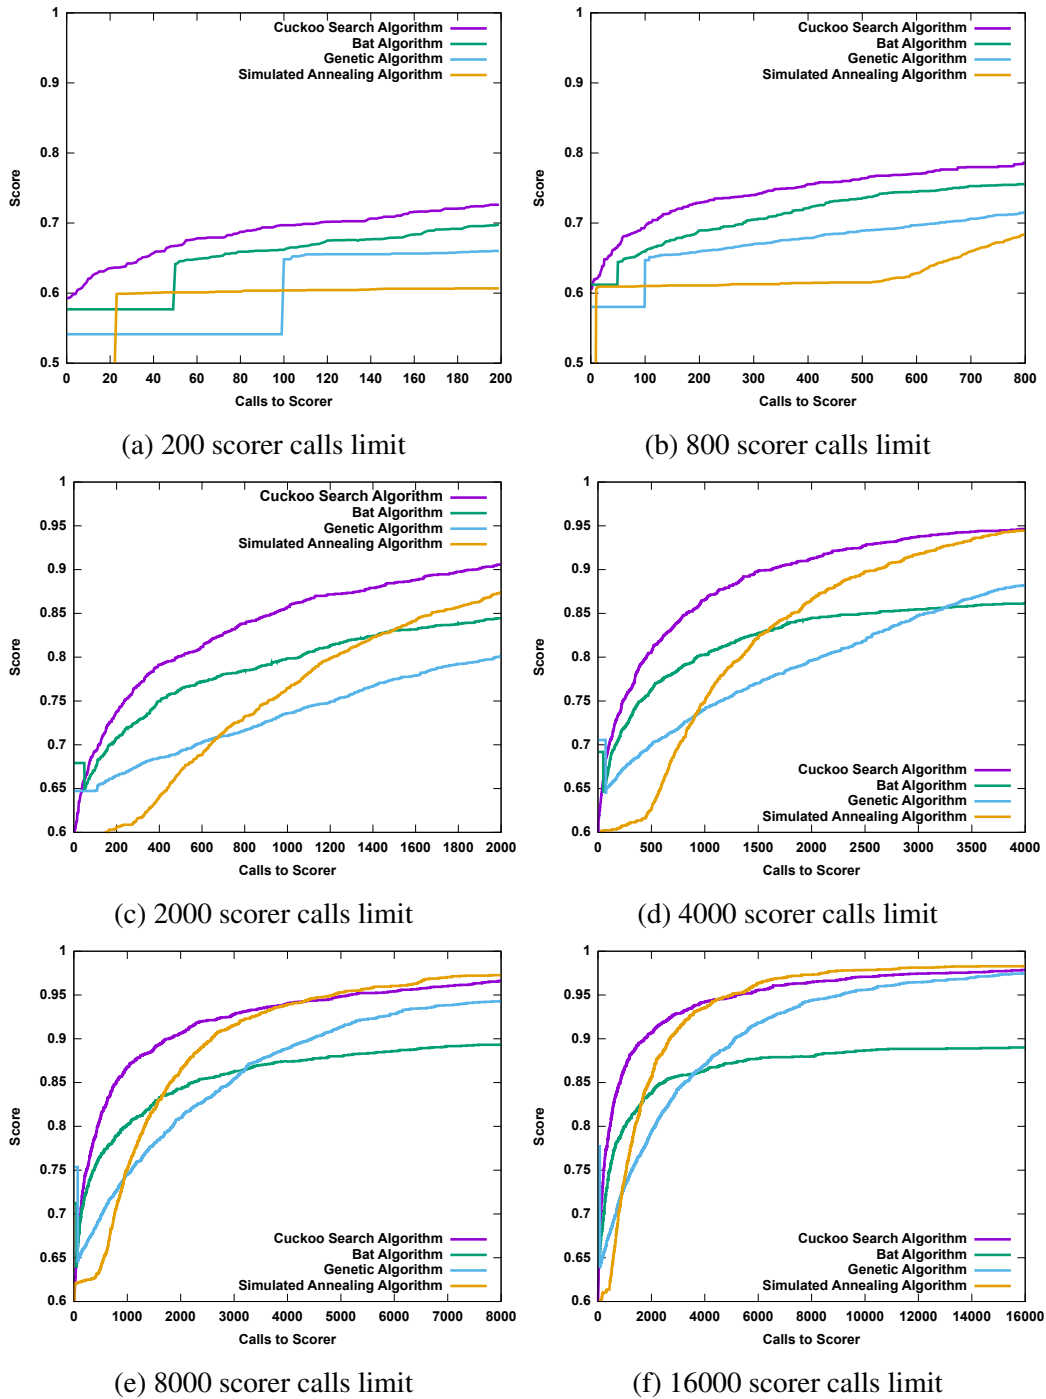 1
0.9
0.8
0.7
0.6
0.5
0 20 40 60 80 100 120 140 160 180 200
Score
Calls to Scorer
Cuckoo Search Algorithm
Bat Algorithm
Genetic Algorithm
Simulated Annealing Algorithm
(a) 200 scorer calls limit
1
0.9
0.8
0.7
0.6
0.5
0 100 200 300 400 500 600 700 800
Score
Calls to Scorer
Cuckoo Search Algorithm
Bat Algorithm
Genetic Algorithm
Simulated Annealing Algorithm
(b) 800 scorer calls limit
1
0.95
0.9
0.85
0.8
0.75
0.7
0.65
0.6
0 200 400 600 800 1000 1200 1400 1600 1800 2000
Score
Calls to Scorer
Cuckoo Search Algorithm
Bat Algorithm
Genetic Algorithm
Simulated Annealing Algorithm
(c) 2000 scorer calls limit
1
0.95
0.9
0.85
0.8
0.75
0.7
0.65
0.6
0 500 1000 1500 2000 2500 3000 3500 4000
Score
Calls to Scorer
Cuckoo Search Algorithm
Bat Algorithm
Genetic Algorithm
Simulated Annealing Algorithm
(d) 4000 scorer calls limit
1
0.95
0.9
0.85
0.8
0.75
0.7
0.65
0.6
0 1000 2000 3000 4000 5000 6000 7000 8000
Score
Calls to Scorer
Cuckoo Search Algorithm
Bat Algorithm
Genetic Algorithm
Simulated Annealing Algorithm
(e) 8000 scorer calls limit
1
0.95
0.9
0.85
0.8
0.75
0.7
0.65
0.6
0 2000 4000 6000 8000 10000 12000 14000 16000
Score
Calls to Scorer
Cuckoo Search Algorithm
Bat Algorithm
Genetic Algorithm
Simulated Annealing Algorithm
(f) 16000 scorer calls limit